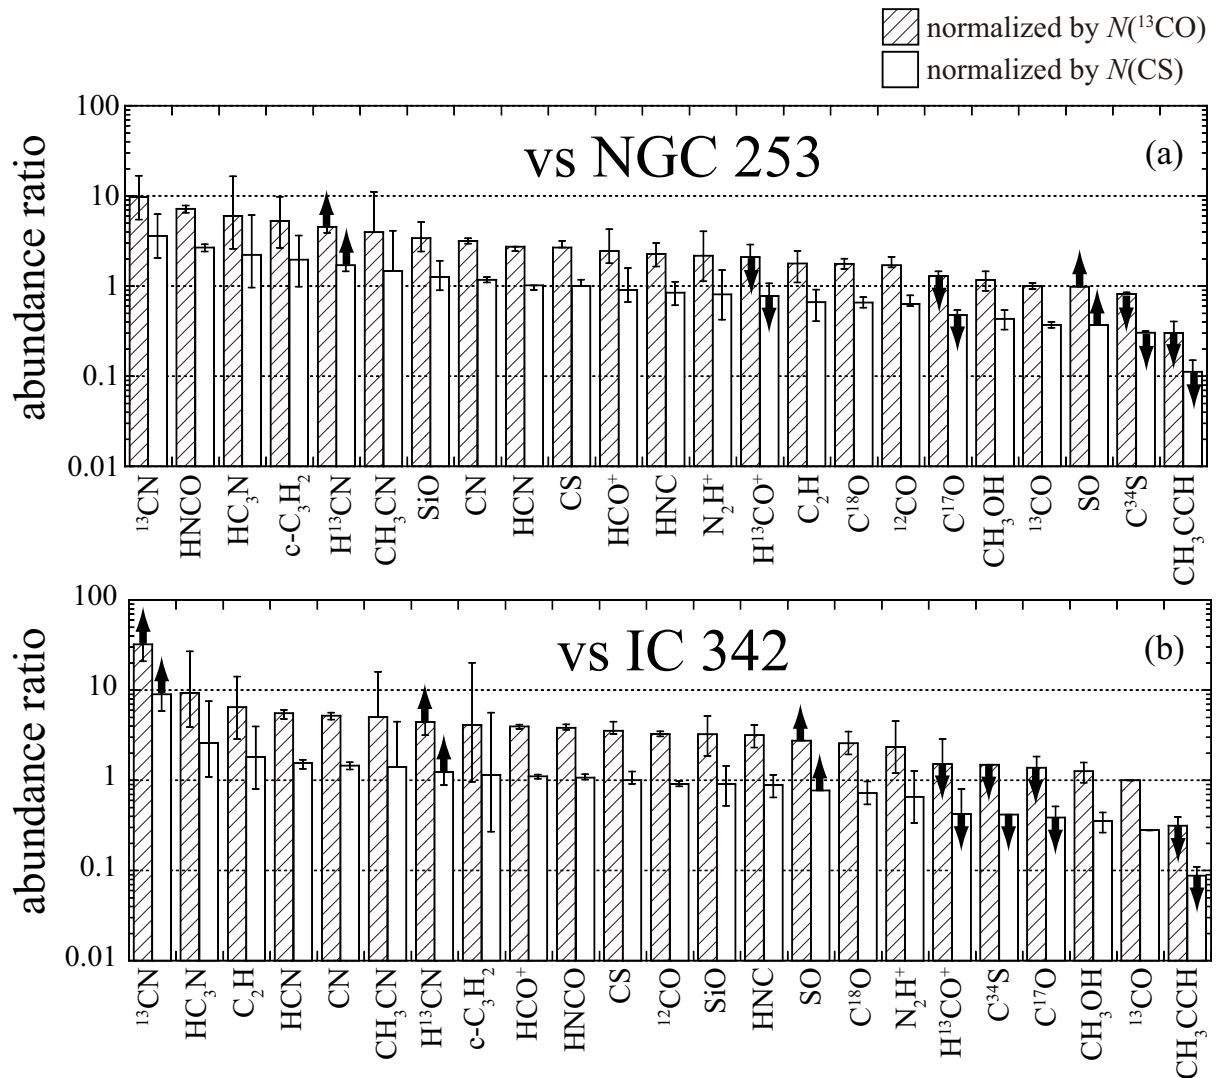 normalized by N(¹³CO)
normalized by N(CS)
abundance ratio
100
10
1
0.1
0.01
vs NGC 253
(a)
¹³CN
HNCO
HC₃N
c-C₃H₂
H¹³CN
CH₃CN
SiO
CN
HCN
CS
HCO⁺
HNC
N₂H⁺
H¹³CO⁺
C₂H
C¹⁸O
¹²CO
C¹⁷O
CH₃OH
¹³CO
SO
C³⁴S
CH₃CCH
abundance ratio
100
10
1
0.1
0.01
vs IC 342
(b)
¹³CN
HC₃N
C₂H
HCN
CN
CH₃CN
H¹³CN
c-C₃H₂
HCO⁺
HNCO
CS
¹²CO
SiO
HNC
SO
C¹⁸O
N₂H⁺
H¹³CO⁺
C³⁴S
C¹⁷O
CH₃OH
¹³CO
CH₃CCH